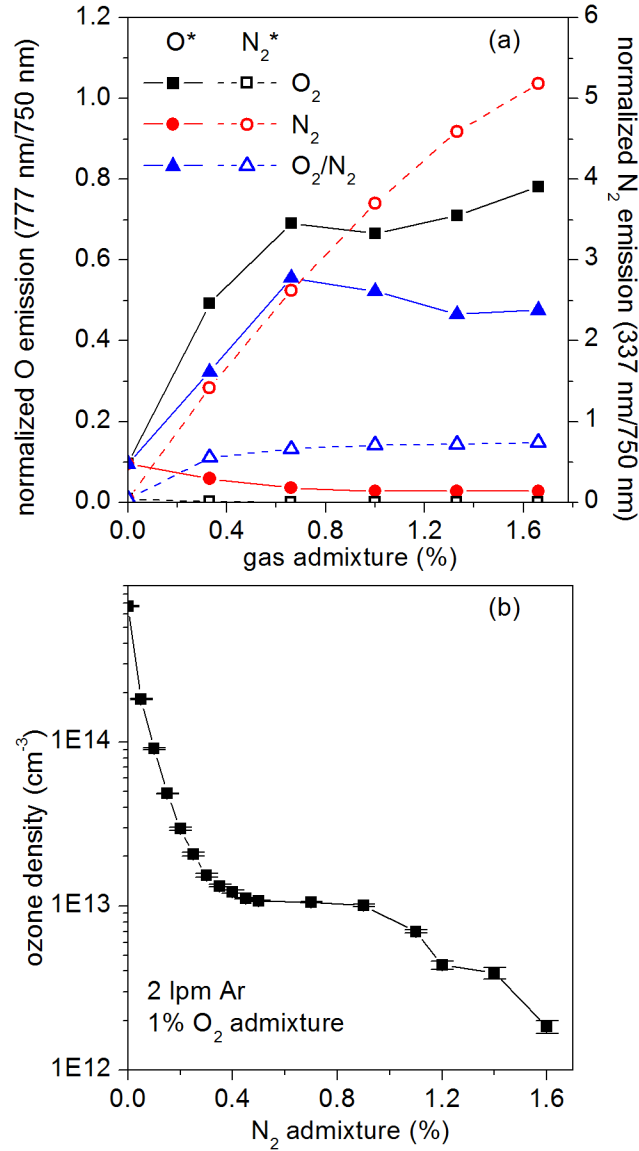 (a)
O* N₂*
O₂
N₂
O₂/N₂
1.2
1.0
0.8
0.6
0.4
0.2
0.0
normalized O emission (777 nm/750 nm)
6
5
4
3
2
1
0
normalized N₂ emission (337 nm/750 nm)
0.0 0.4 0.8 1.2 1.6
gas admixture (%)
(b)
1E14
1E13
1E12
ozone density (cm⁻³)
2 lpm Ar
1% O₂ admixture
0.0 0.4 0.8 1.2 1.6
N₂ admixture (%)